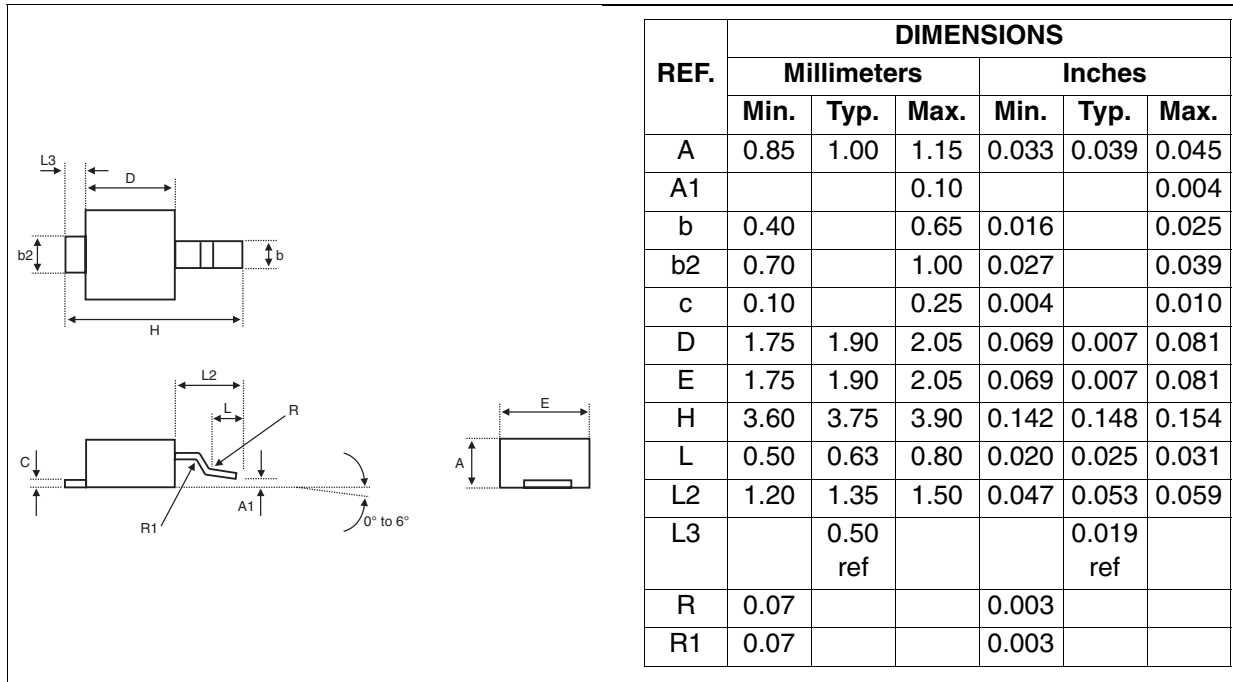 L3
D
b2
b
H
L2
L
R
C
A1
R1
0° to 6°
E
A
REF. DIMENSIONS
Millimeters Inches
Min. Typ. Max. Min. Typ. Max.
A 0.85 1.00 1.15 0.033 0.039 0.045
A1 0.10 0.004
b 0.40 0.65 0.016 0.025
b2 0.70 1.00 0.027 0.039
c 0.10 0.25 0.004 0.010
D 1.75 1.90 2.05 0.069 0.007 0.081
E 1.75 1.90 2.05 0.069 0.007 0.081
H 3.60 3.75 3.90 0.142 0.148 0.154
L 0.50 0.63 0.80 0.020 0.025 0.031
L2 1.20 1.35 1.50 0.047 0.053 0.059
L3 0.50 0.019
ref ref
R 0.07 0.003
R1 0.07 0.003